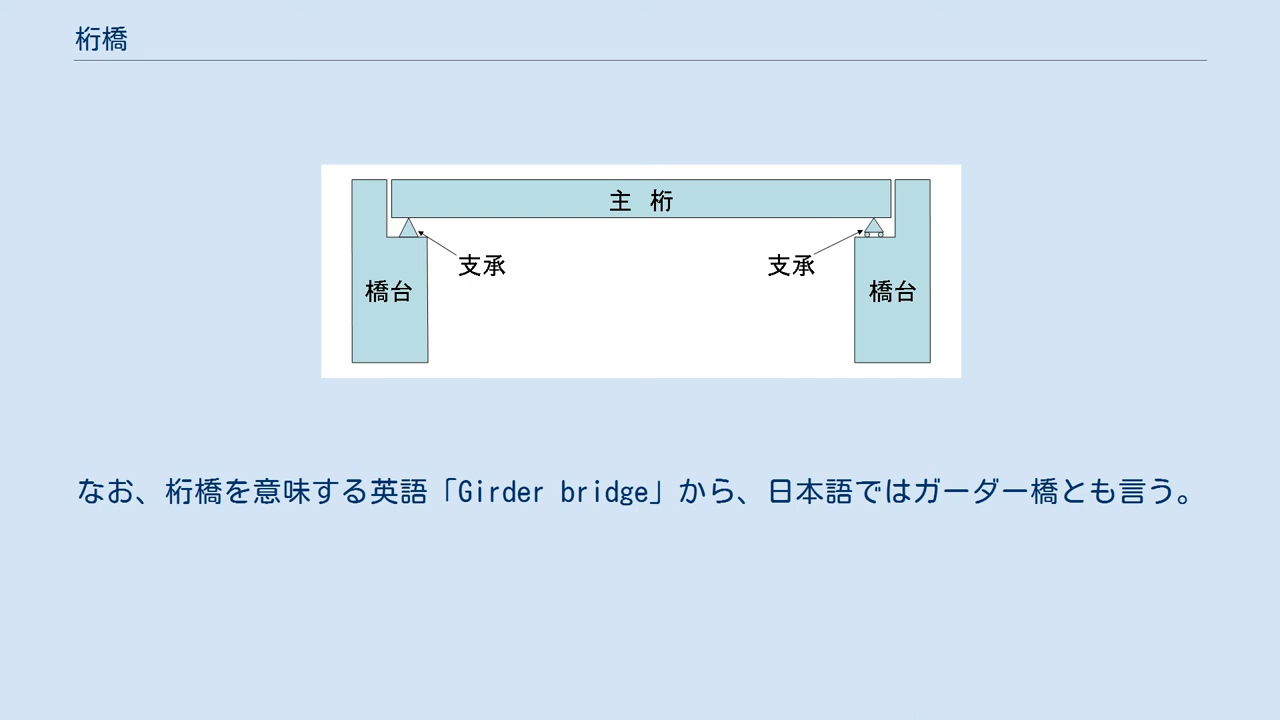 桁橋
主 桁
支承
支承
橋台
橋台
なお、桁橋を意味する英語「Girder bridge」から、日本語ではガーダー橋とも言う。